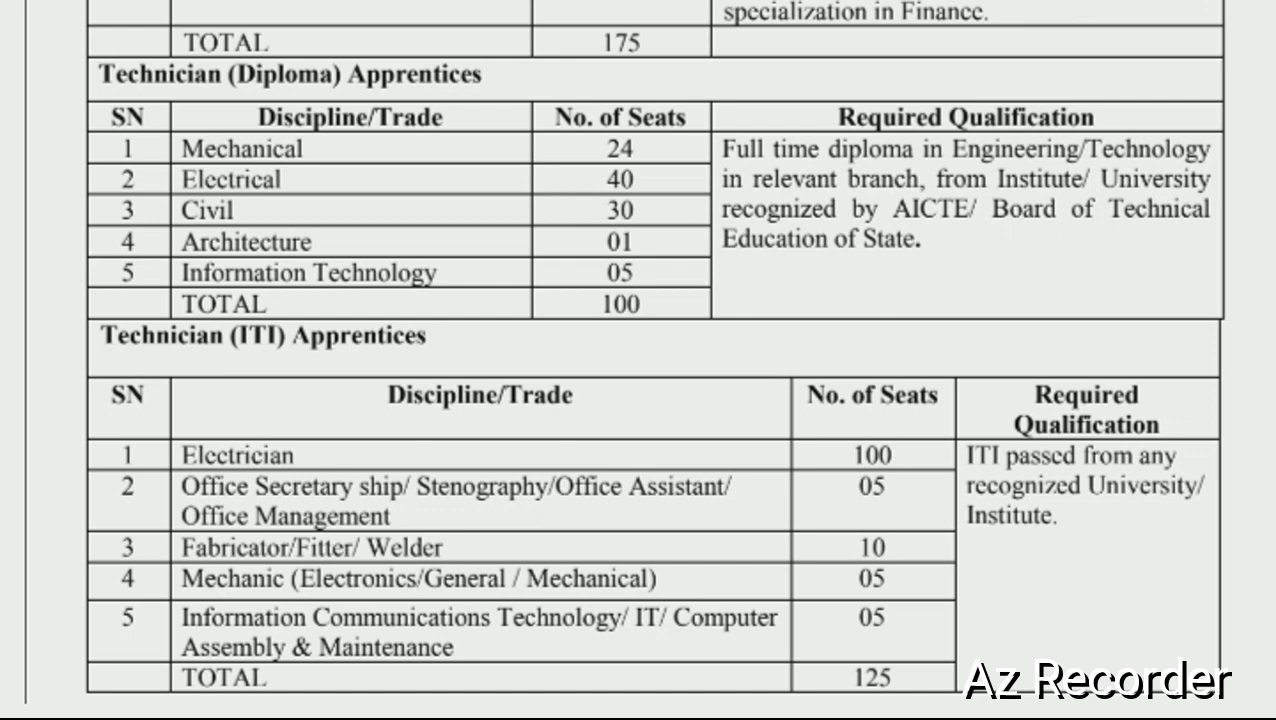 specialization in Finance.
TOTAL 175
Technician (Diploma) Apprentices
SN Discipline/Trade No. of Seats Required Qualification
1 Mechanical 24 Full time diploma in Engineering/Technology
2 Electrical 40 in relevant branch, from Institute/ University
3 Civil 30 recognized by AICTE/ Board of Technical
4 Architecture 01 Education of State.
5 Information Technology 05
TOTAL 100
Technician (ITI) Apprentices
SN Discipline/Trade No. of Seats Required
Qualification
1 Electrician 100 ITI passed from any
2 Office Secretary ship/ Stenography/Office Assistant/ 05 recognized University/
Office Management Institute.
3 Fabricator/Fitter/ Welder 10
4 Mechanic (Electronics/General / Mechanical) 05
5 Information Communications Technology/ IT/ Computer 05
Assembly & Maintenance
TOTAL 125
Az Recorder